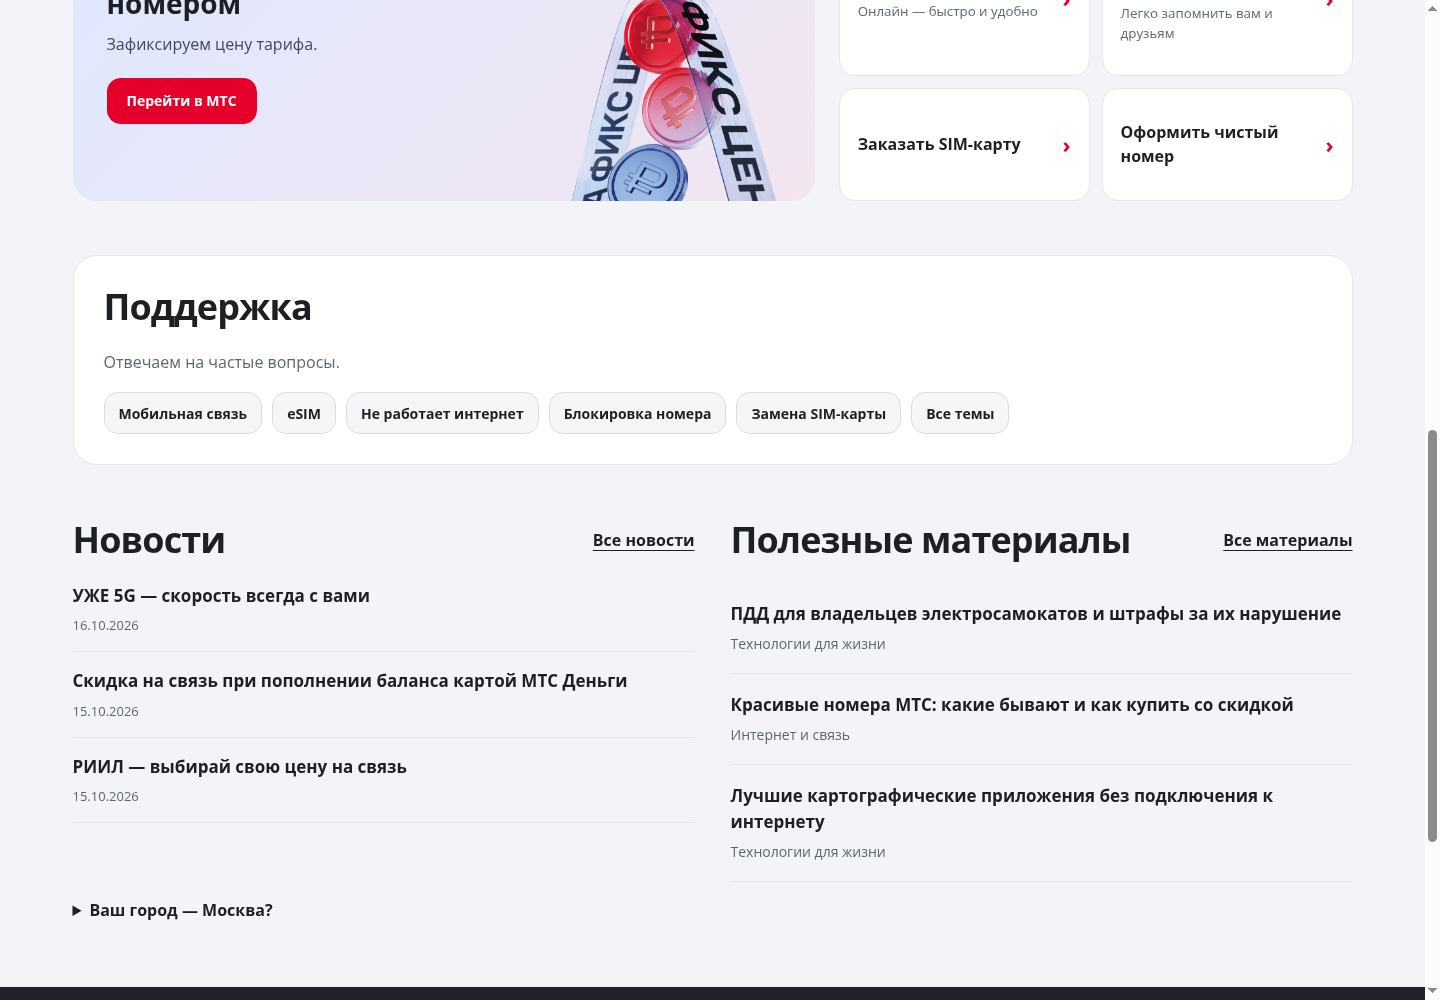 номером
Зафиксируем цену тарифа.
Перейти в МТС
АФИКС ЦЕ
ФИКС ЦЕН
Онлайн — быстро и удобно
›
Легко запомнить вам и
друзьям
›
Заказать SIM-карту
›
Оформить чистый
номер
›
Поддержка
Отвечаем на частые вопросы.
Мобильная связь
eSIM
Не работает интернет
Блокировка номера
Замена SIM-карты
Все темы
Новости
Все новости
УЖЕ 5G — скорость всегда с вами
16.10.2026
Скидка на связь при пополнении баланса картой МТС Деньги
15.10.2026
РИИЛ — выбирай свою цену на связь
15.10.2026
Полезные материалы
Все материалы
ПДД для владельцев электросамокатов и штрафы за их нарушение
Технологии для жизни
Красивые номера МТС: какие бывают и как купить со скидкой
Интернет и связь
Лучшие картографические приложения без подключения к
интернету
Технологии для жизни
Ваш город — Москва?